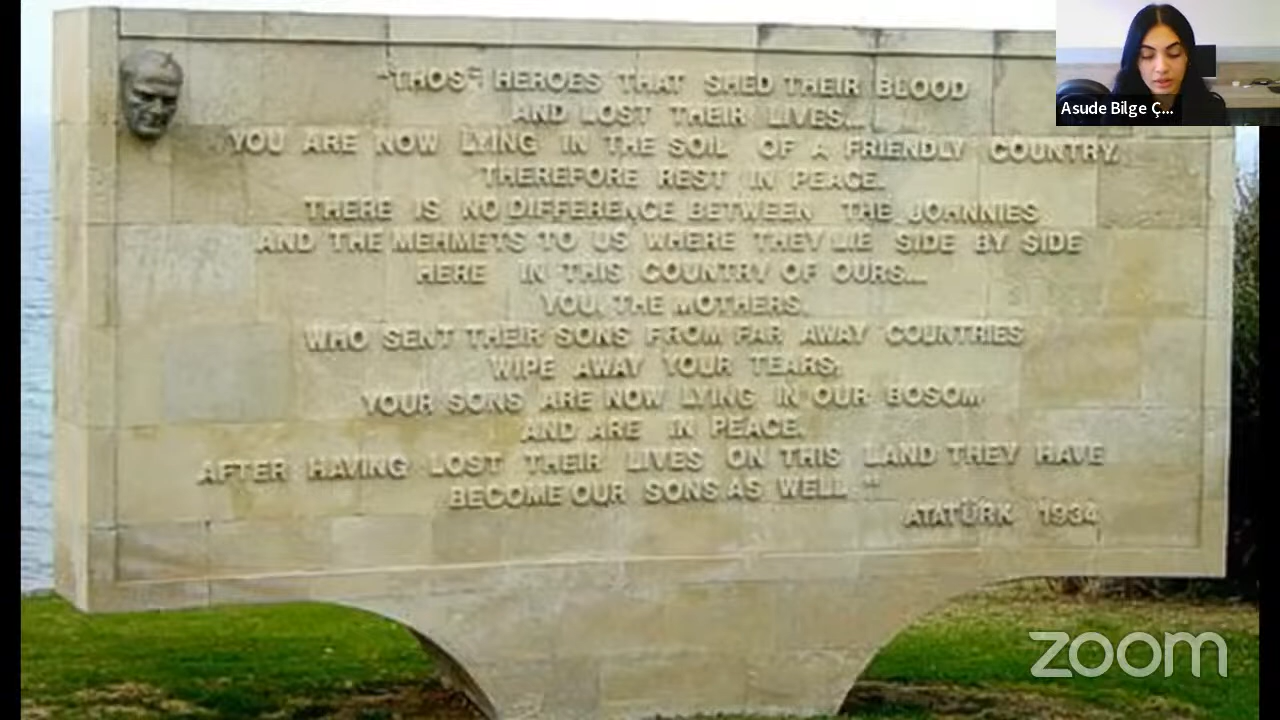 "THOSE HEROES THAT SHED THEIR BLOOD
AND LOST THEIR LIVES...
YOU ARE NOW LYING IN THE SOIL OF A FRIENDLY COUNTRY.
THEREFORE REST IN PEACE.
THERE IS NO DIFFERENCE BETWEEN THE JOHNNIES
AND THE MEHMETS TO US WHERE THEY LIE SIDE BY SIDE
HERE IN THIS COUNTRY OF OURS...
YOU, THE MOTHERS,
WHO SENT THEIR SONS FROM FAR AWAY COUNTRIES
WIPE AWAY YOUR TEARS;
YOUR SONS ARE NOW LYING IN OUR BOSOM
AND ARE IN PEACE.
AFTER HAVING LOST THEIR LIVES ON THIS LAND THEY HAVE
BECOME OUR SONS AS WELL."
ATATÜRK 1934
Asude Bilge Ç...
zoom